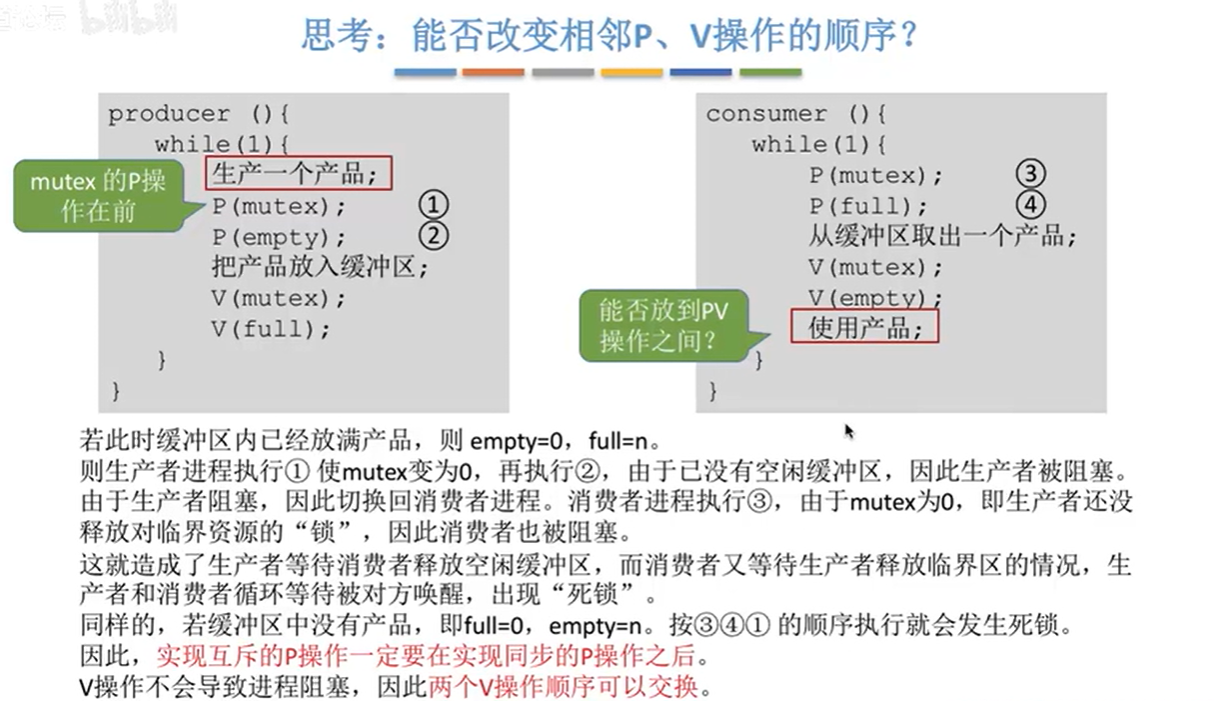 思考：能否改变相邻P、V操作的顺序？
producer (){
while(1){
生产一个产品;
mutex 的P操
作在前
P(mutex); ①
P(empty); ②
把产品放入缓冲区;
V(mutex);
V(full);
}
}
consumer (){
while(1){
P(mutex); ③
P(full); ④
从缓冲区取出一个产品;
V(mutex);
V(empty);
能否放到PV
操作之间？
使用产品;
}
}
若此时缓冲区内已经放满产品，则 empty=0，full=n。
则生产者进程执行① 使mutex变为0，再执行②，由于已没有空闲缓冲区，因此生产者被阻塞。
由于生产者阻塞，因此切换回消费者进程。消费者进程执行③，由于mutex为0，即生产者还没
释放对临界资源的“锁”，因此消费者也被阻塞。
这就造成了生产者等待消费者释放空闲缓冲区，而消费者又等待生产者释放临界区的情况，生
产者和消费者循环等待被对方唤醒，出现“死锁”。
同样的，若缓冲区中没有产品，即full=0，empty=n。按③④① 的顺序执行就会发生死锁。
因此，实现互斥的P操作一定要在实现同步的P操作之后。
V操作不会导致进程阻塞，因此两个V操作顺序可以交换。